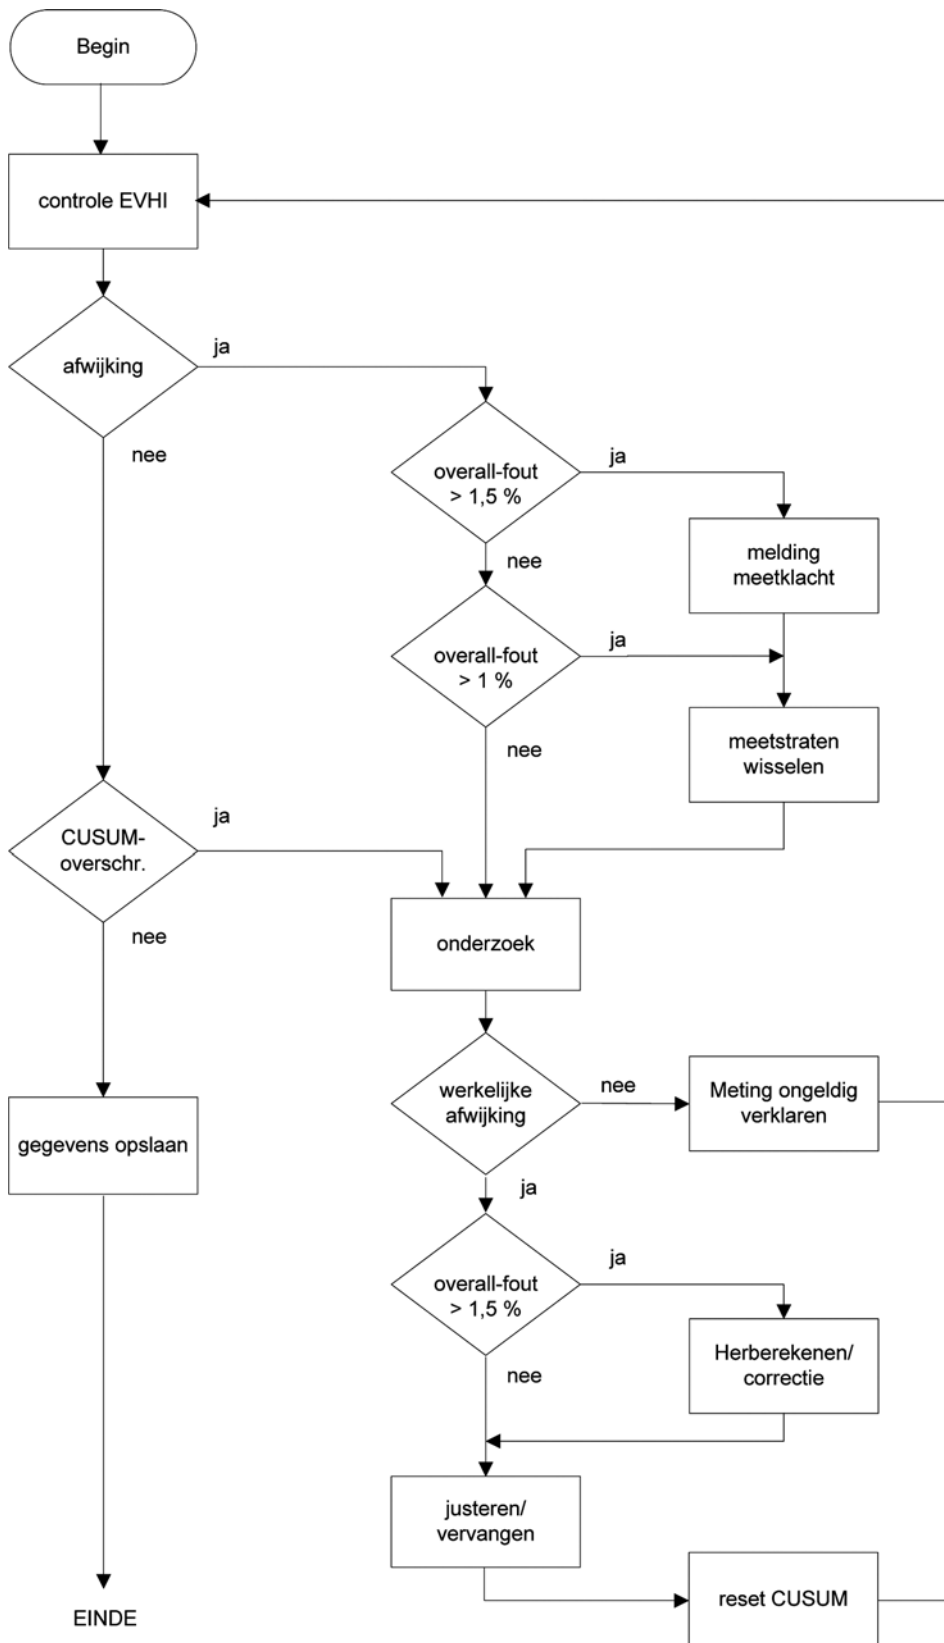 Begin
controle EVHI
afwijking
ja
nee
overall-fout
> 1,5 %
ja
nee
melding
meetklacht
overall-fout
> 1 %
ja
nee
meetstraten
wisselen
CUSUM-
overschr.
ja
nee
onderzoek
werkelijke
afwijking
nee
ja
Meting ongeldig
verklaren
gegevens opslaan
overall-fout
> 1,5 %
ja
nee
Herberekenen/
correctie
justeren/
vervangen
reset CUSUM
EINDE